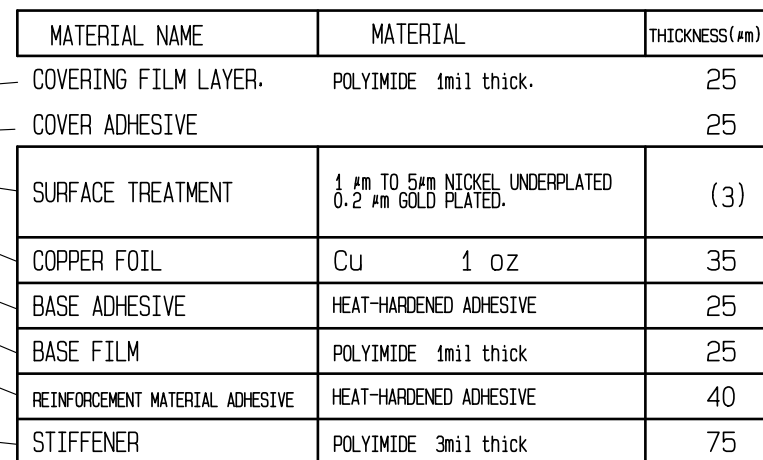 MATERIAL NAME MATERIAL THICKNESS(μm)
COVERING FILM LAYER. POLYIMIDE 1mil thick. 25
COVER ADHESIVE 25
SURFACE TREATMENT 1 μm TO 5μm NICKEL UNDERPLATED (3)
0.2 μm GOLD PLATED.
COPPER FOIL Cu 1 oz 35
BASE ADHESIVE HEAT-HARDENED ADHESIVE 25
BASE FILM POLYIMIDE 1mil thick 25
REINFORCEMENT MATERIAL ADHESIVE HEAT-HARDENED ADHESIVE 40
STIFFENER POLYIMIDE 3mil thick 75